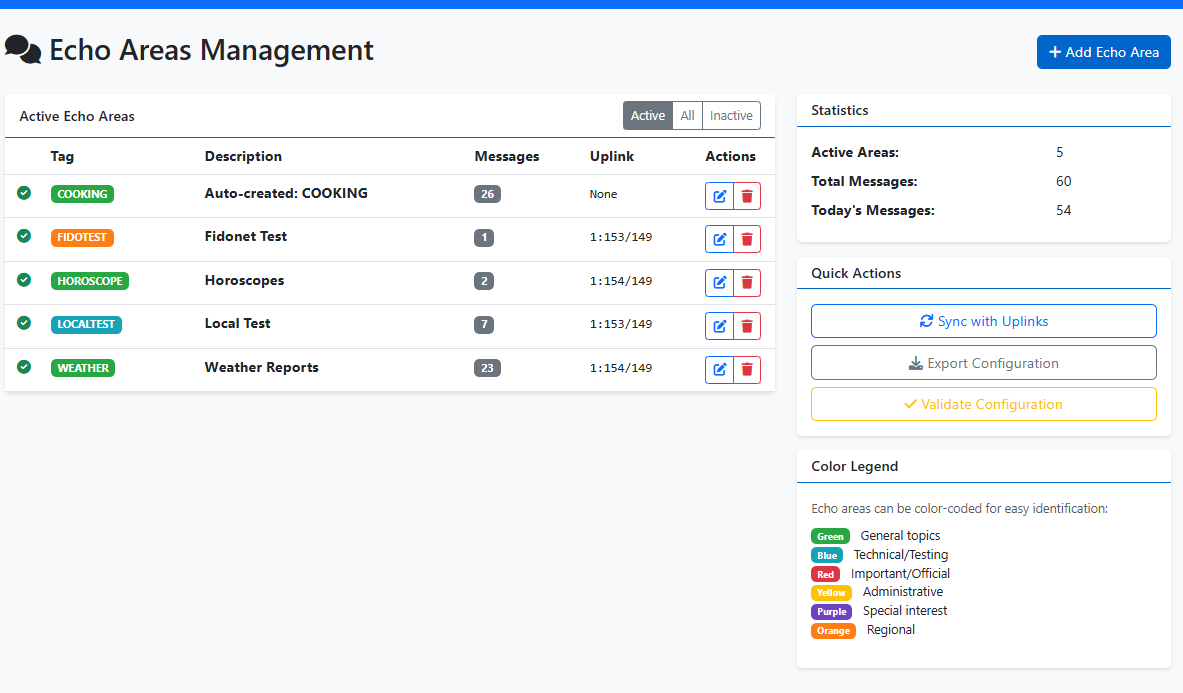 Echo Areas Management
Add Echo Area
Active Echo Areas
Active All Inactive
Tag Description Messages Uplink Actions
COOKING Auto-created: COOKING 26 None
FIDOTEST Fidonet Test 1 1:153/149
HOROSCOPE Horoscopes 2 1:154/149
LOCALTEST Local Test 7 1:153/149
WEATHER Weather Reports 23 1:154/149
Statistics
Active Areas: 5
Total Messages: 60
Today's Messages: 54
Quick Actions
Sync with Uplinks
Export Configuration
Validate Configuration
Color Legend
Echo areas can be color-coded for easy identification:
Green General topics
Blue Technical/Testing
Red Important/Official
Yellow Administrative
Purple Special interest
Orange Regional